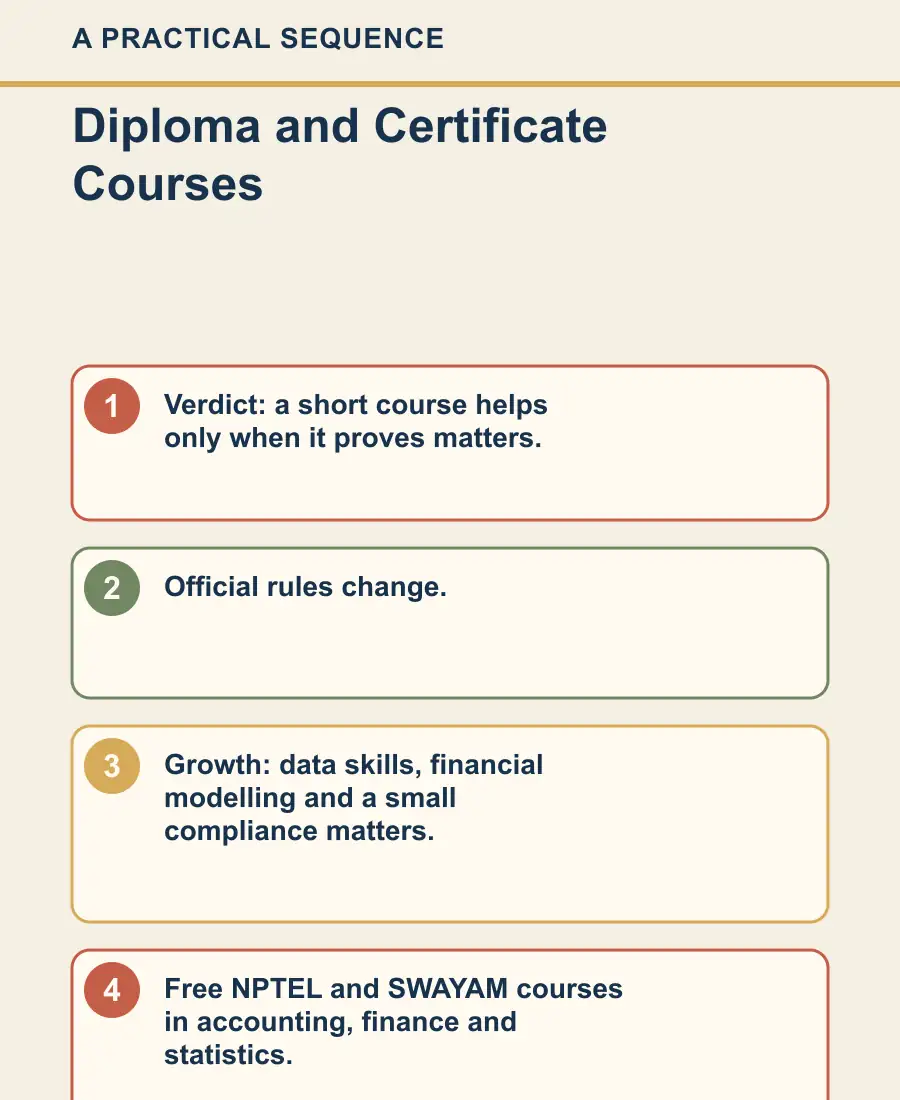 A PRACTICAL SEQUENCE
Diploma and Certificate
Courses
1
Verdict: a short course helps
only when it proves matters.
2
Official rules change.
3
Growth: data skills, financial
modelling and a small
compliance matters.
4
Free NPTEL and SWAYAM courses
in accounting, finance and
statistics.